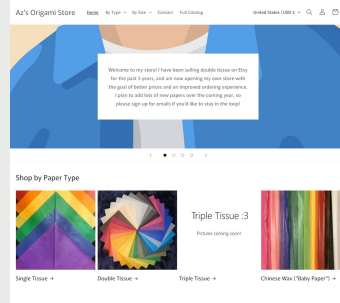 Az's Origami Store
Home By Type By Size Contact Full Catalog
United States | USD $
Welcome to my store! I have been selling double tissue on Etsy
for the past 5 years, and am now opening my own store with
the goal of better prices and an improved ordering experience.
I plan to add lots of new papers over the coming year, so
please sign up for emails if you'd like to stay in the loop!
Shop by Paper Type
Triple Tissue :3
Pictures coming soon!
Single Tissue →
Double Tissue →
Triple Tissue →
Chinese Wax ("Baby Paper") →